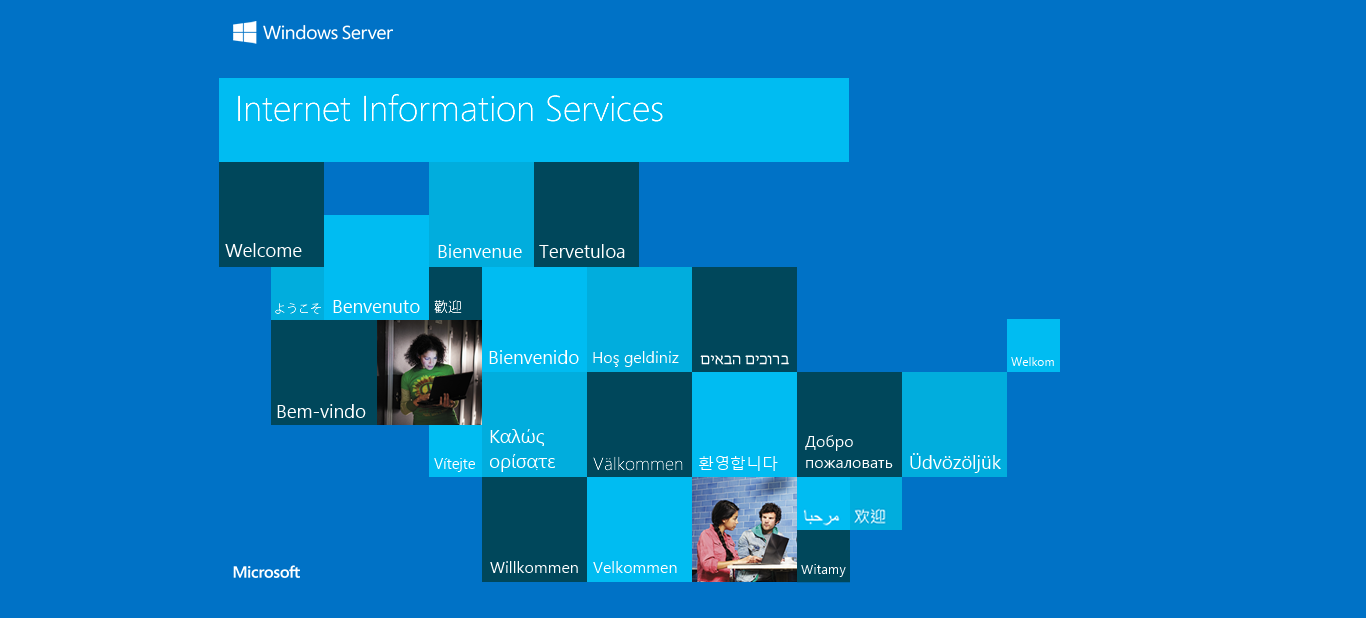 Windows Server
Internet Information Services
Welcome
Bienvenue
Tervetuloa
ようこそ
Benvenuto
歡迎
Bienvenido
Hoş geldiniz
ברוכים הבאים
Welkom
Bem-vindo
Vítejte
Καλώς
ορίσατε
Välkommen
환영합니다
Добро
пожаловать
Üdvözöljük
Willkommen
Velkommen
مرحبا
欢迎
Witamy
Microsoft